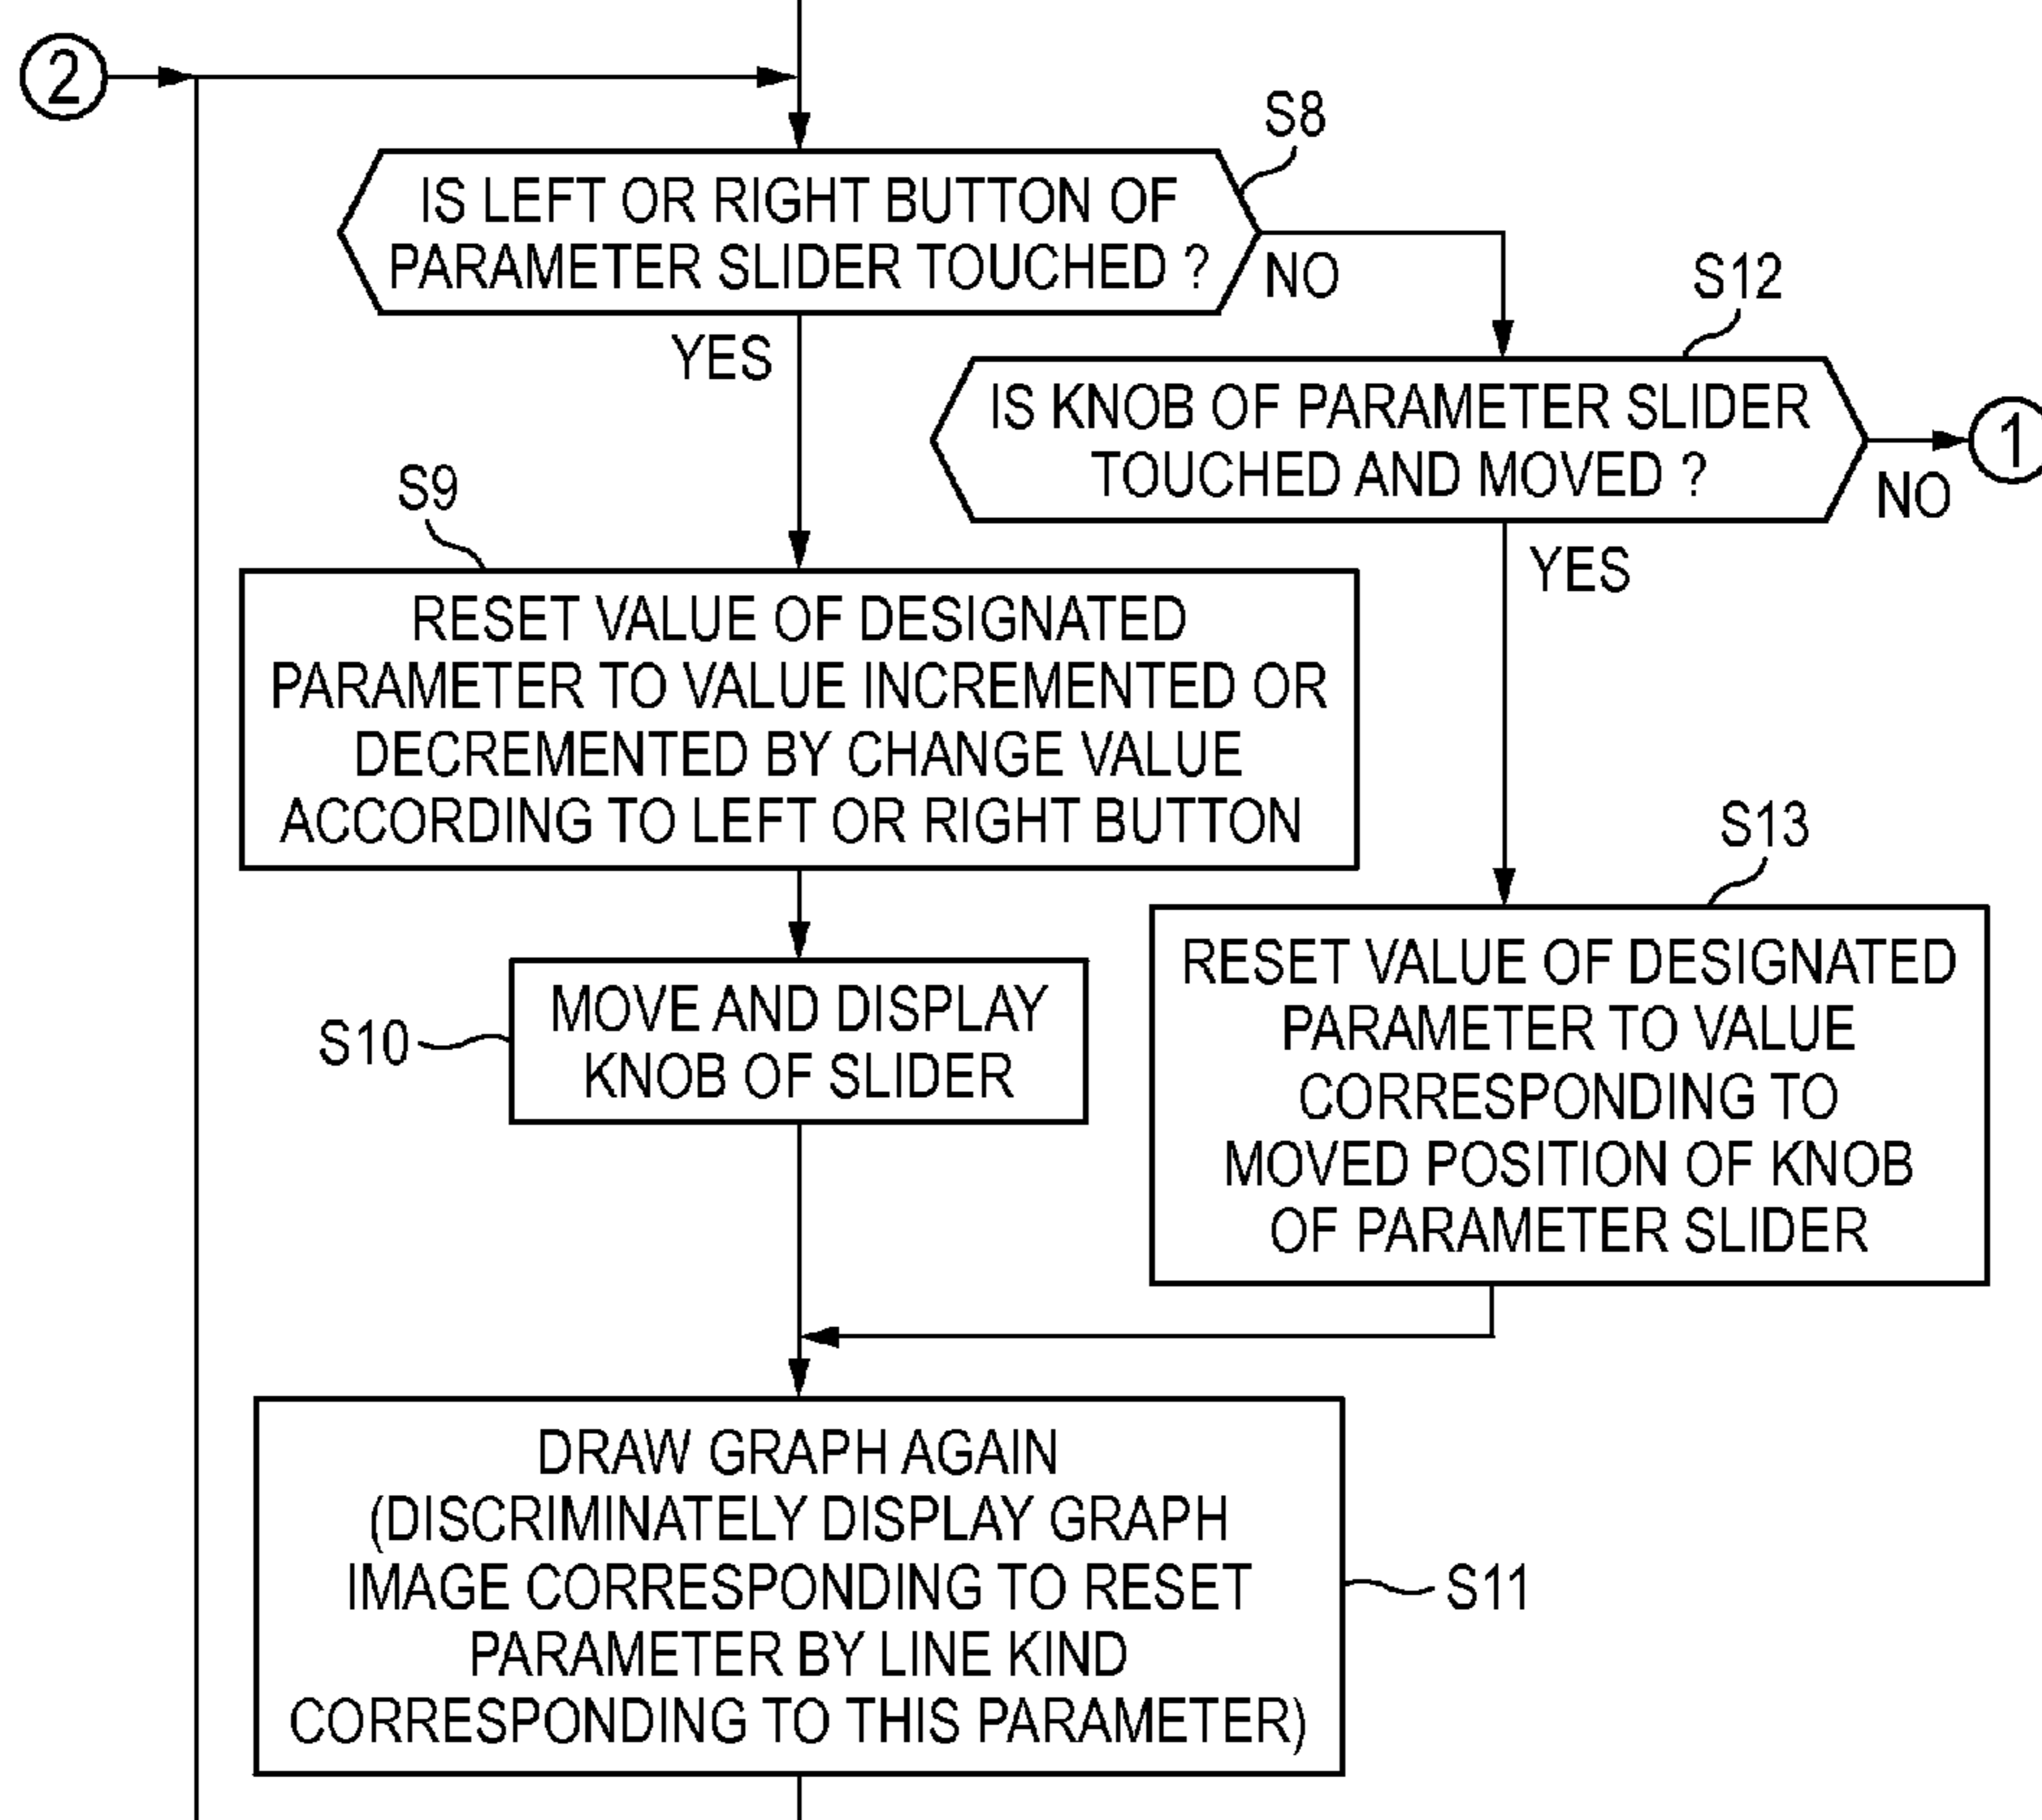 2
S8
IS LEFT OR RIGHT BUTTON OF
PARAMETER SLIDER TOUCHED ?
NO
YES
S12
IS KNOB OF PARAMETER SLIDER
TOUCHED AND MOVED ?
1
NO
YES
S9
RESET VALUE OF DESIGNATED
PARAMETER TO VALUE INCREMENTED OR
DECREMENTED BY CHANGE VALUE
ACCORDING TO LEFT OR RIGHT BUTTON
S13
RESET VALUE OF DESIGNATED
PARAMETER TO VALUE
CORRESPONDING TO
MOVED POSITION OF KNOB
OF PARAMETER SLIDER
S10
MOVE AND DISPLAY
KNOB OF SLIDER
DRAW GRAPH AGAIN
(DISCRIMINATELY DISPLAY GRAPH
IMAGE CORRESPONDING TO RESET
PARAMETER BY LINE KIND
CORRESPONDING TO THIS PARAMETER)
S11